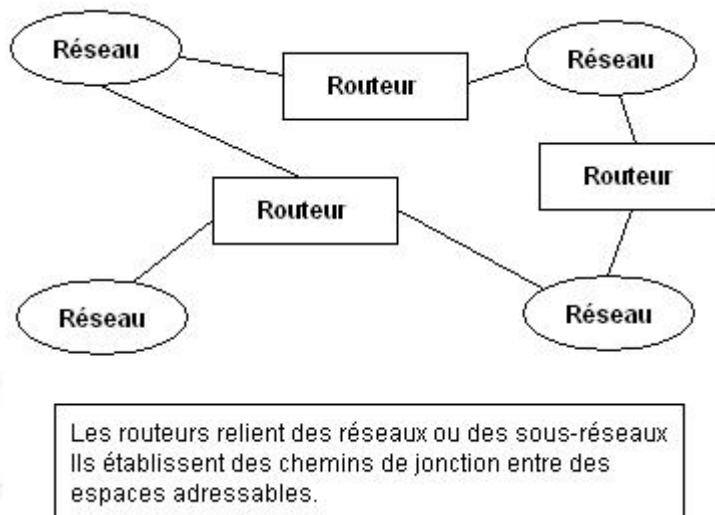 Réseau
Routeur
Réseau
Routeur
Routeur
Réseau
Réseau
Les routeurs relient des réseaux ou des sous-réseaux
Ils établissent des chemins de jonction entre des
espaces adressables.